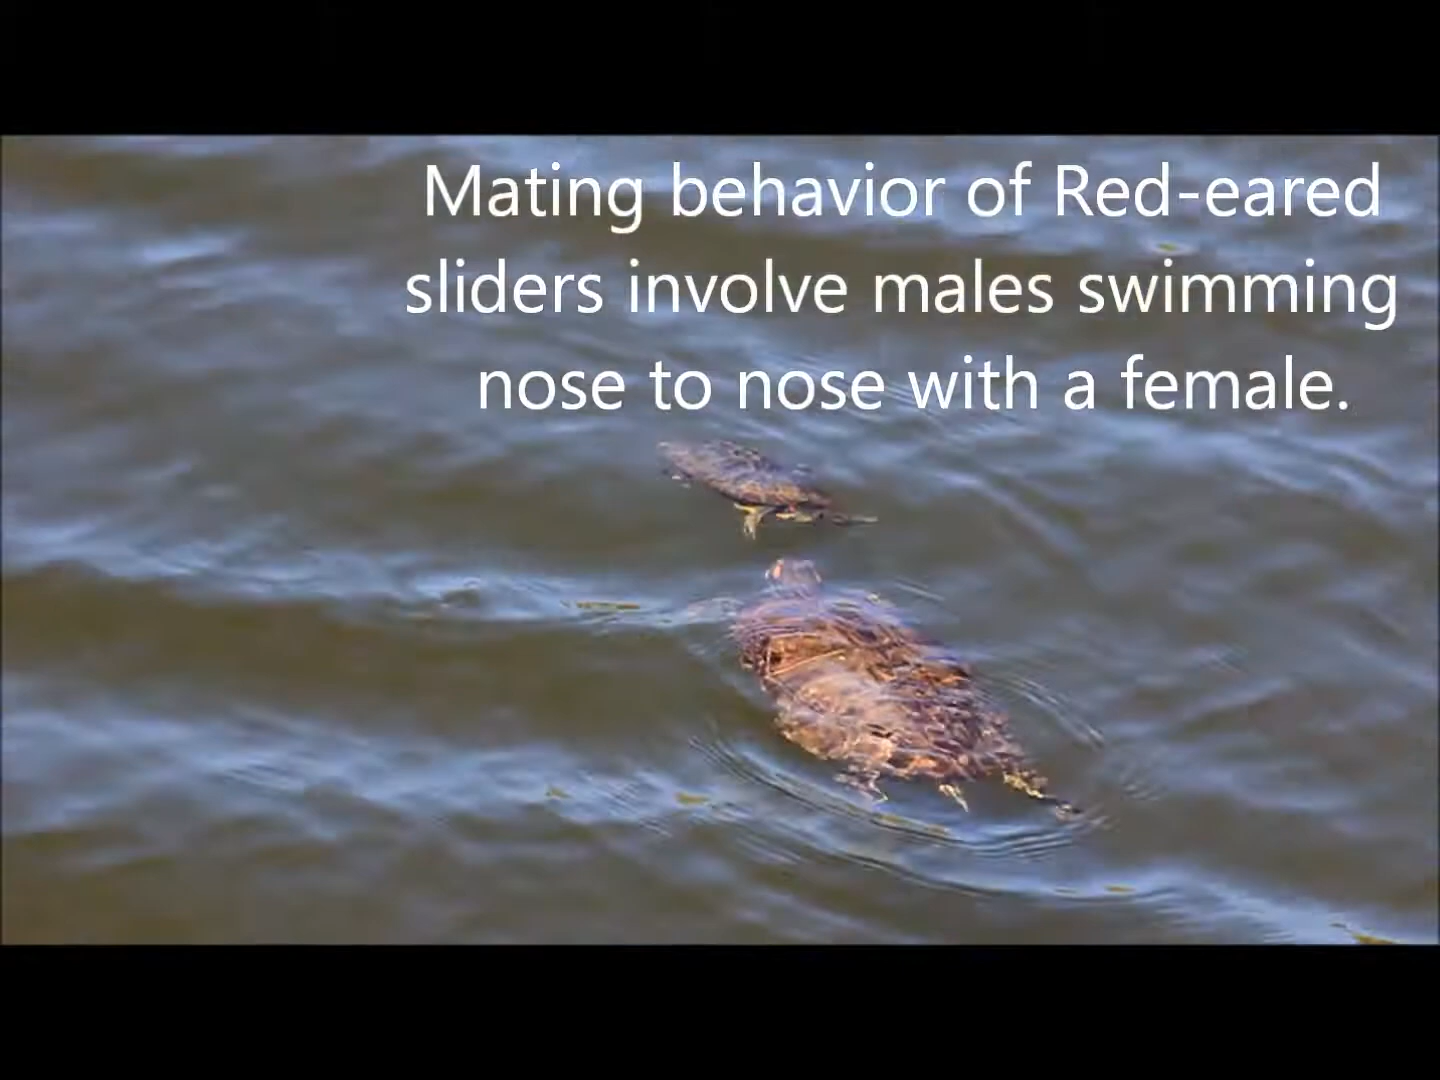 Mating behavior of Red-eared
sliders involve males swimming
nose to nose with a female.